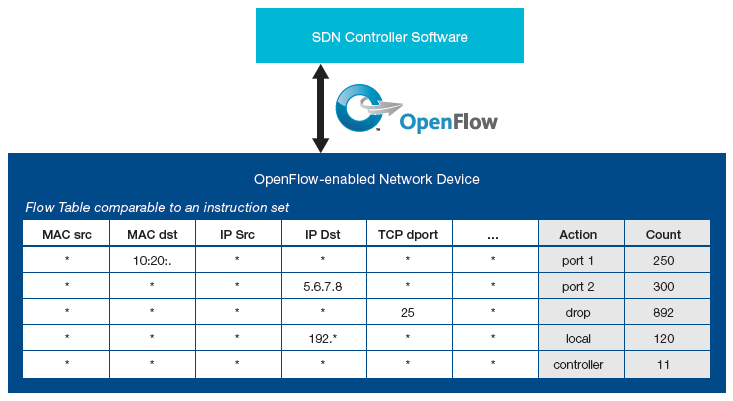 SDN Controller Software
OpenFlow
™
OpenFlow-enabled Network Device
Flow Table comparable to an instruction set
MAC src MAC dst IP Src IP Dst TCP dport ... Action Count
* 10:20:. * * * * port 1 250
* * * 5.6.7.8 * * port 2 300
* * * * 25 * drop 892
* * * 192.* * * local 120
* * * * * * controller 11